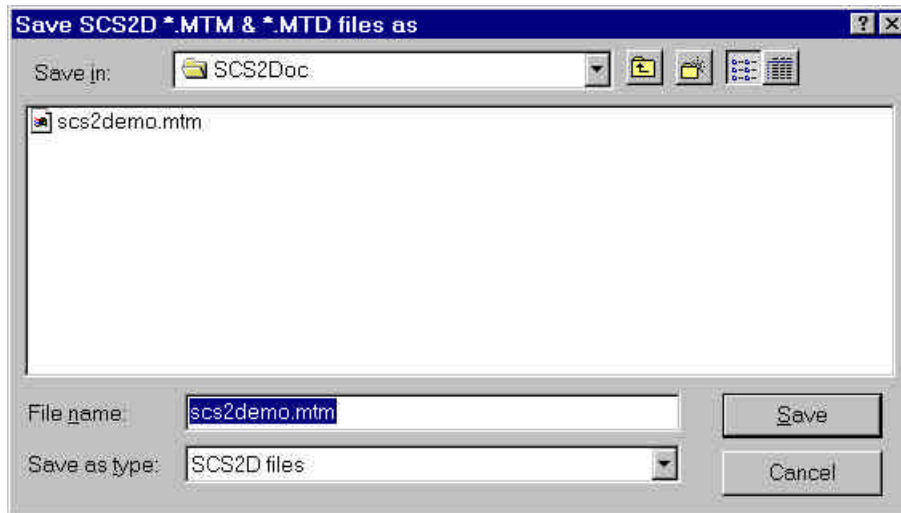 Save SCS2D *.MTM & *.MTD files as
Save in: SCS2Doc
scs2demo.mtm
File name: scs2demo.mtm Save
Save as type: SCS2D files Cancel